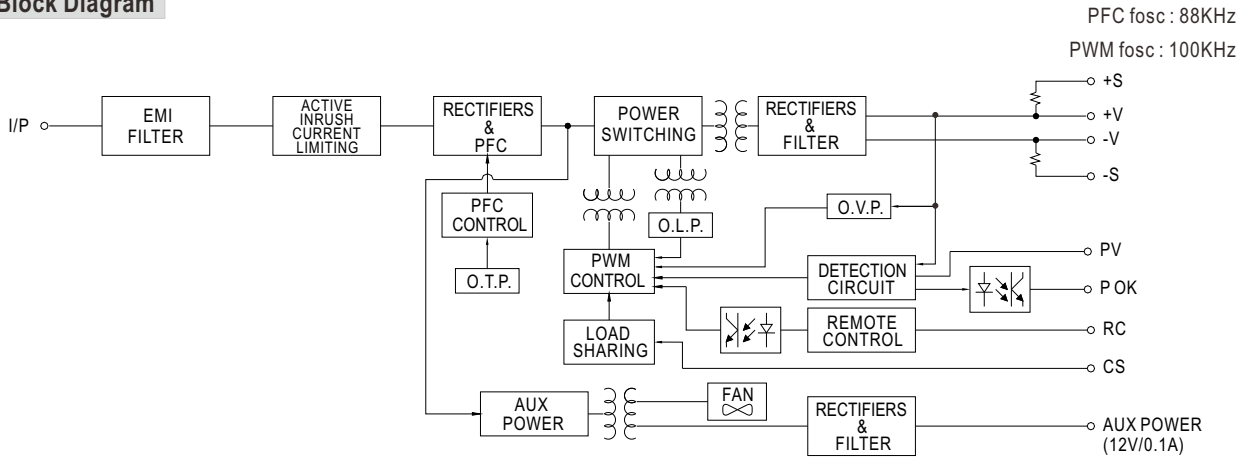 Block Diagram
PFC fosc : 88KHz
PWM fosc : 100KHz
I/P
EMI
FILTER
ACTIVE
INRUSH
CURRENT
LIMITING
RECTIFIERS
&
PFC
POWER
SWITCHING
RECTIFIERS
&
FILTER
+S
+V
-V
-S
PFC
CONTROL
O.L.P.
O.V.P.
O.T.P.
PWM
CONTROL
DETECTION
CIRCUIT
PV
P OK
LOAD
SHARING
REMOTE
CONTROL
RC
CS
AUX
POWER
FAN
RECTIFIERS
&
FILTER
AUX POWER
(12V/0.1A)